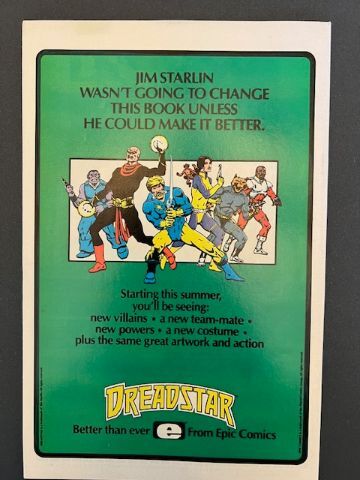 JIM STARLIN
WASN'T GOING TO CHANGE
THIS BOOK UNLESS
HE COULD MAKE IT BETTER.
Starting this summer,
you'll be seeing:
new villains • a new team-mate •
new powers • a new costume •
plus the same great artwork and action
DREADSTAR
Better than ever e From Epic Comics